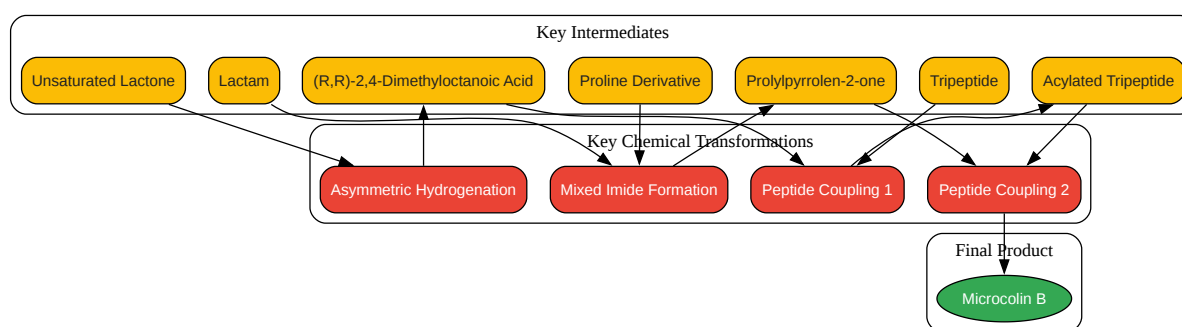 Key Intermediates
Unsaturated Lactone
Lactam
(R,R)-2,4-Dimethyloctanoic Acid
Proline Derivative
Prolylpyrrolen-2-one
Tripeptide
Acylated Tripeptide
Key Chemical Transformations
Asymmetric Hydrogenation
Mixed Imide Formation
Peptide Coupling 1
Peptide Coupling 2
Final Product
Microcolin B